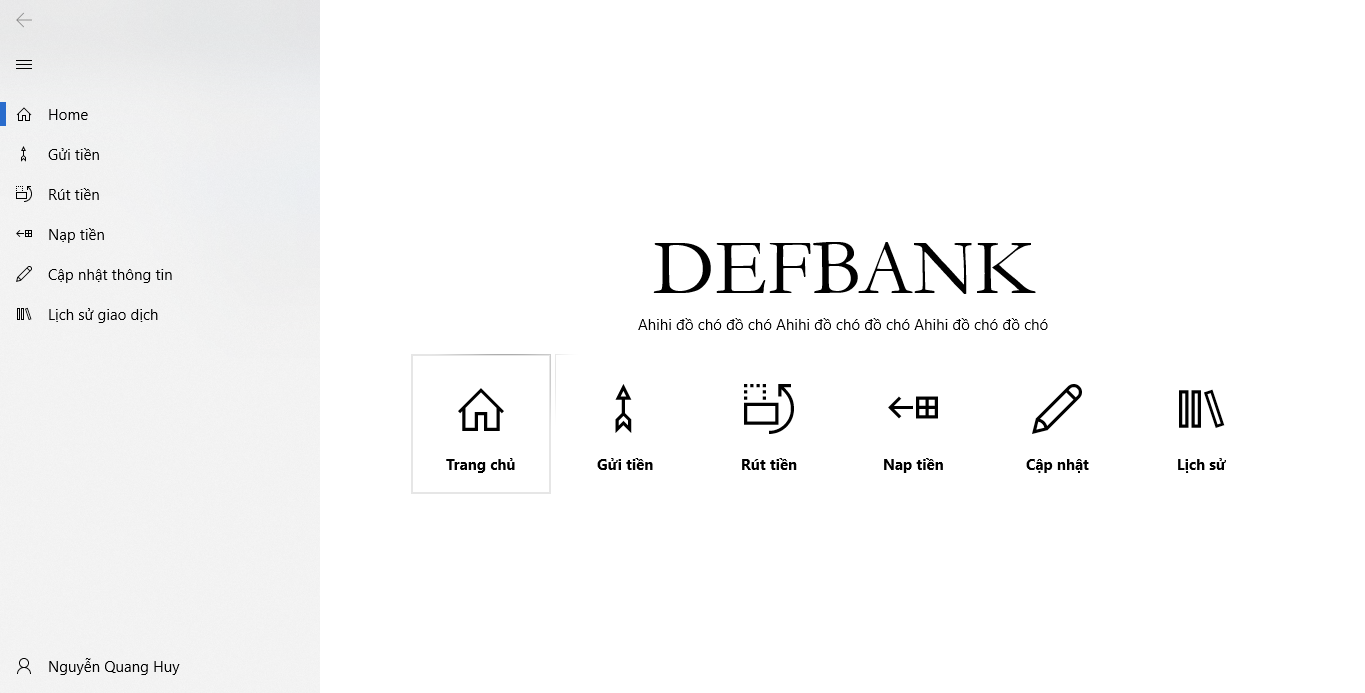 Home
Gửi tiền
Rút tiền
Nạp tiền
Cập nhật thông tin
Lịch sử giao dịch
Nguyễn Quang Huy
DEFBANK
Ahihi đồ chó đồ chó Ahihi đồ chó đồ chó Ahihi đồ chó đồ chó
Trang chủ Gửi tiền Rút tiền Nap tiền Cập nhật Lịch sử